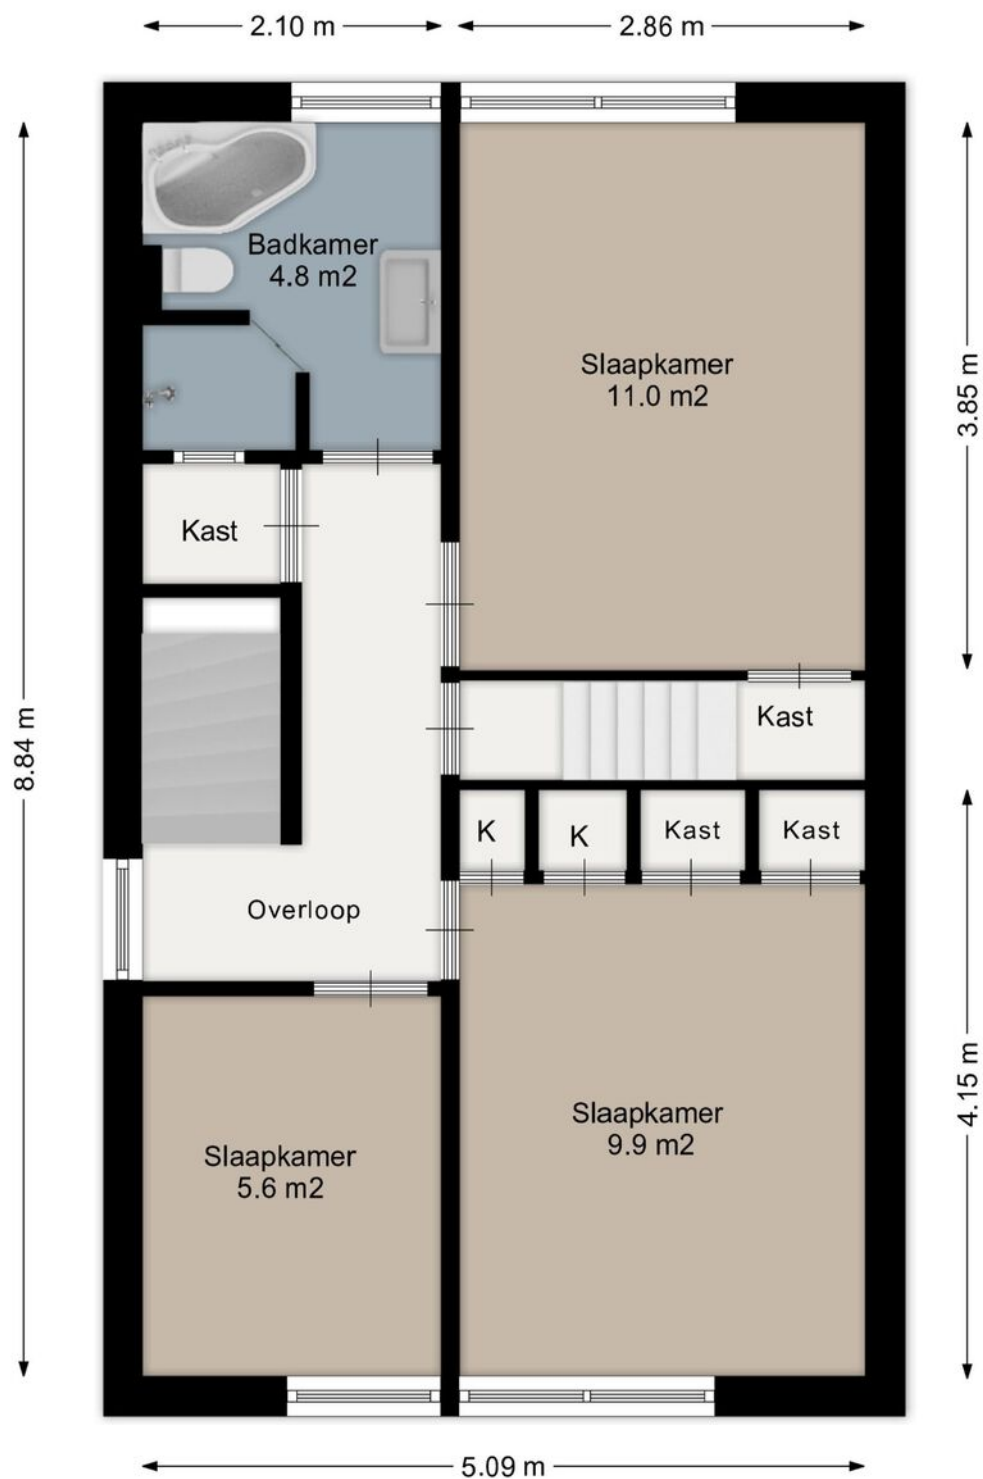 2.10 m
2.86 m
Badkamer
4.8 m2
Slaapkamer
11.0 m2
3.85 m
Kast
8.84 m
Kast
K
K
Kast
Kast
Overloop
4.15 m
Slaapkamer
9.9 m2
Slaapkamer
5.6 m2
5.09 m